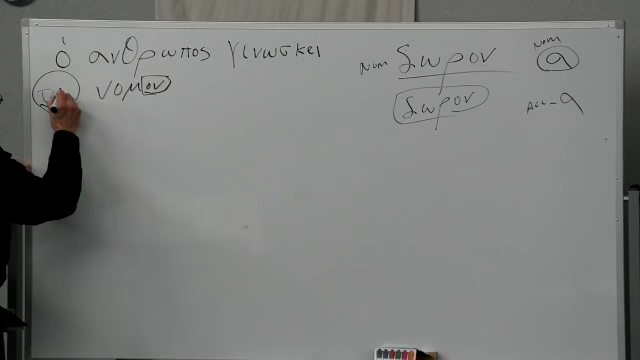 ὁ ανθρωπος γινωσκει
νομον
Nom δωρον Nom α
δωρον Acc- α